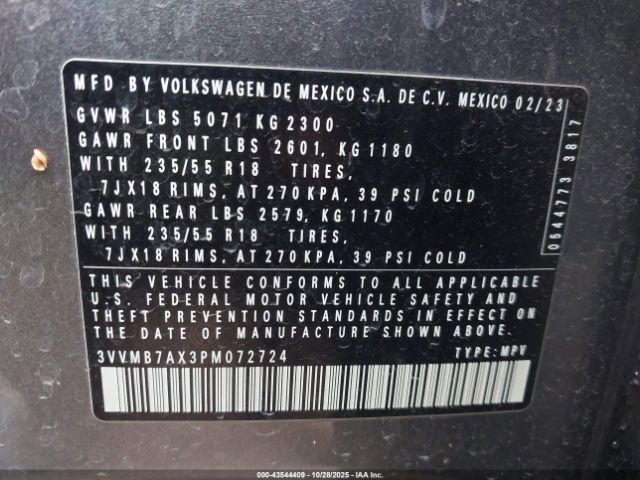 MFD BY VOLKSWAGEN DE MEXICO S.A. DE C.V. MEXICO 02/23
GVWR LBS 5071 KG 2300
GAWR FRONT LBS 2601, KG 1180
WITH 235/55 R18 TIRES,
7JX18 RIMS, AT 270 KPA, 39 PSI COLD
GAWR REAR LBS 2579, KG 1170
WITH 235/55 R18 TIRES,
7JX18 RIMS, AT 270 KPA, 39 PSI COLD
THIS VEHICLE CONFORMS TO ALL APPLICABLE
U.S. FEDERAL MOTOR VEHICLE SAFETY AND
THEFT PREVENTION STANDARDS IN EFFECT ON
THE DATE OF MANUFACTURE SHOWN ABOVE.
3VVMB7AX3PM072724 TYPE: MPV
0544773 3817
000-43544409 | 10/28/2025 | IAA Inc.